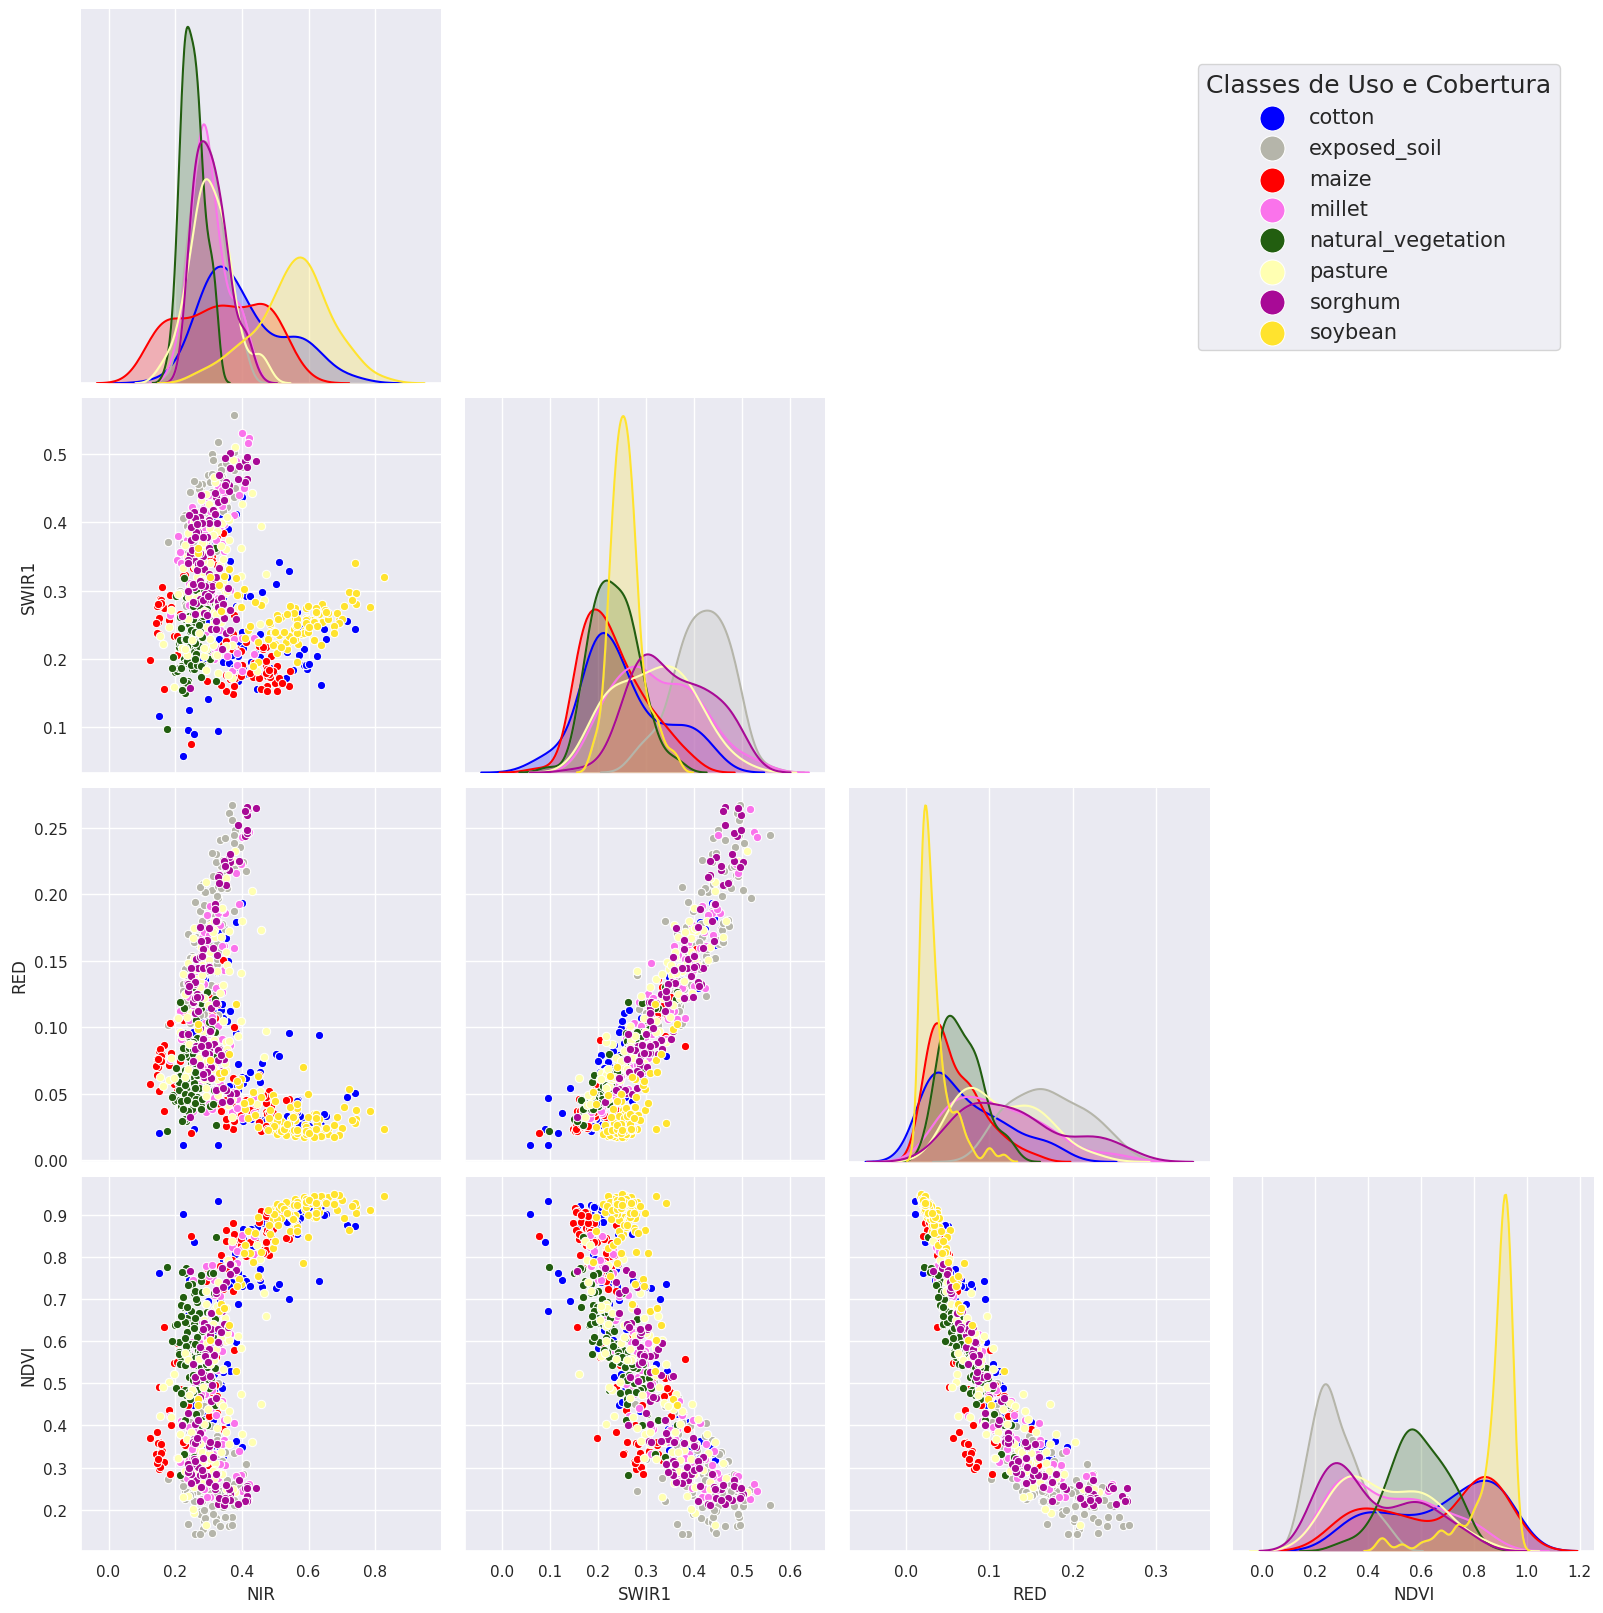 Classes de Uso e Cobertura
cotton
exposed_soil
maize
millet
natural_vegetation
pasture
sorghum
soybean
0.5
0.4
0.3
0.2
0.1
SWIR1
0.25
0.20
0.15
0.10
0.05
0.00
RED
0.9
0.8
0.7
0.6
0.5
0.4
0.3
0.2
NDVI
0.0 0.2 0.4 0.6 0.8
NIR
0.0 0.1 0.2 0.3 0.4 0.5 0.6
SWIR1
0.0 0.1 0.2 0.3
RED
0.0 0.2 0.4 0.6 0.8 1.0 1.2
NDVI